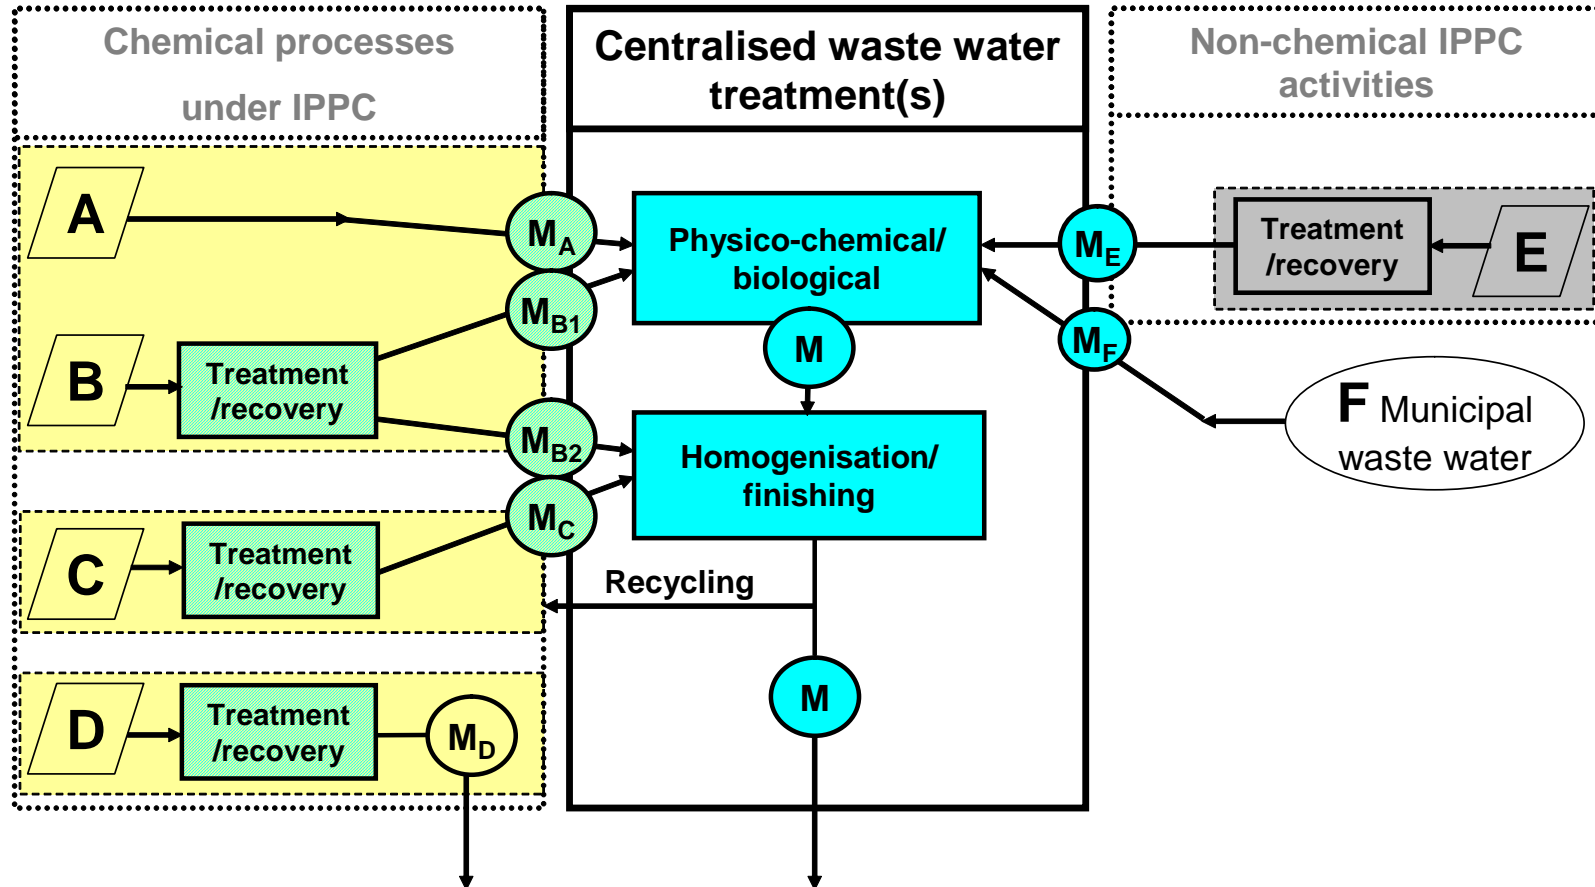 Chemical processes
under IPPC
Centralised waste water
treatment(s)
Non-chemical IPPC
activities
A
MA
Physico-chemical/
biological
ME
Treatment
/recovery
E
MB1
M
MF
B
Treatment
/recovery
F Municipal
waste water
MB2
Homogenisation/
finishing
MC
C
Treatment
/recovery
Recycling
D
Treatment
/recovery
MD
M